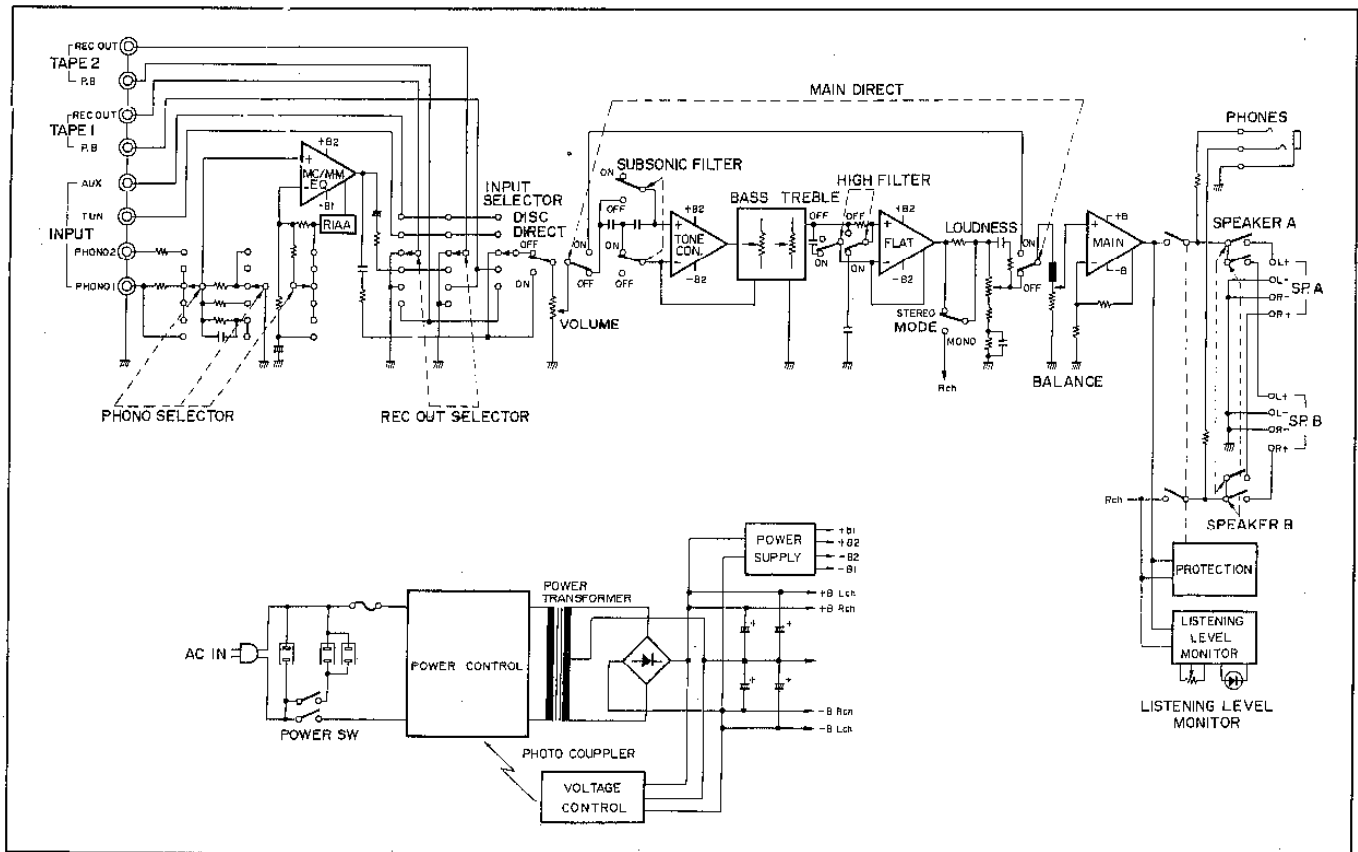 REC OUT
TAPE 2
P.B
REC OUT
TAPE 1
P.B
AUX
TUN
INPUT
PHONO2
PHONO1
PHONO SELECTOR
+B2
MC/MM
EQ
-B1
RIAA
REC OUT SELECTOR
INPUT
SELECTOR
DISC
DIRECT
OFF
ON
VOLUME
MAIN DIRECT
ON
OFF
SUBSONIC FILTER
ON
OFF
ON
OFF
OFF
+B2
TONE
CON.
-B2
BASS TREBLE
HIGH FILTER
OFF
OFF
ON
ON
+B2
FLAT
-B2
LOUDNESS
STEREO
MODE
MONO
Rch
ON
OFF
BALANCE
+B
MAIN
-B
PHONES
SPEAKER A
L+
L-
R-
R+
SP. A
L+
L-
R-
R+
SP. B
Rch
SPEAKER B
PROTECTION
LISTENING
LEVEL
MONITOR
LISTENING LEVEL
MONITOR
AC IN
POWER SW
POWER CONTROL
POWER
TRANSFORMER
POWER
SUPPLY
+B1
+B2
-B2
-B1
+B Lch
+B Rch
-B Rch
-B Lch
PHOTO COUPPLER
VOLTAGE
CONTROL